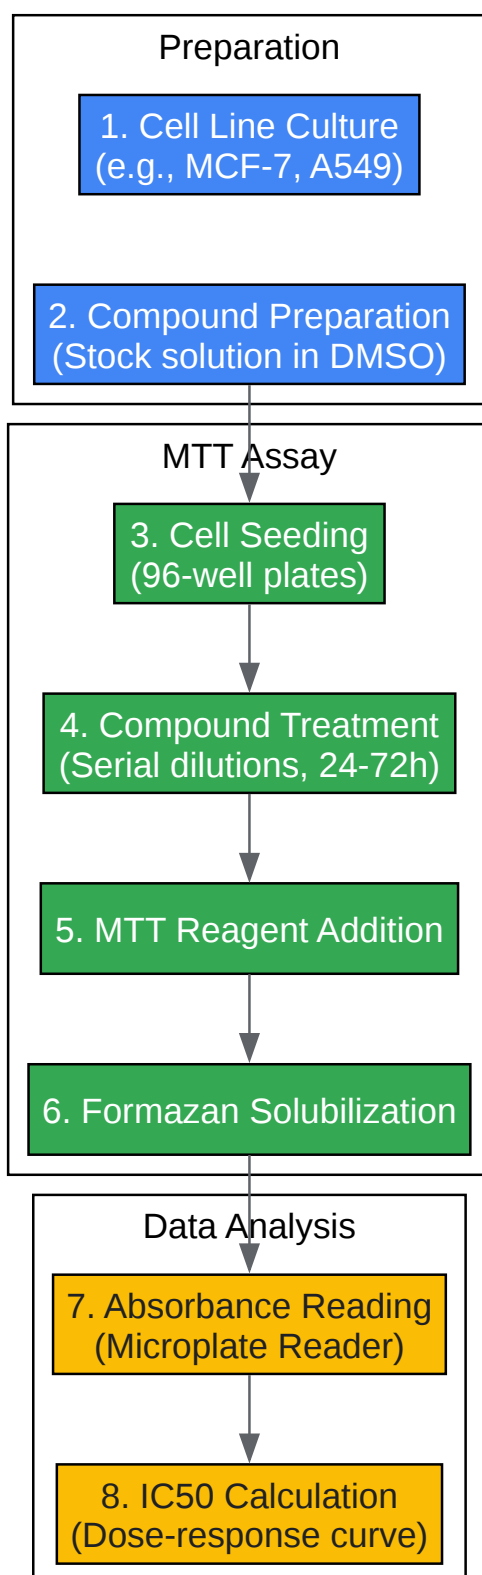 Preparation
1. Cell Line Culture
(e.g., MCF-7, A549)
2. Compound Preparation
(Stock solution in DMSO)
MTT Assay
3. Cell Seeding
(96-well plates)
4. Compound Treatment
(Serial dilutions, 24-72h)
5. MTT Reagent Addition
6. Formazan Solubilization
Data Analysis
7. Absorbance Reading
(Microplate Reader)
8. IC50 Calculation
(Dose-response curve)